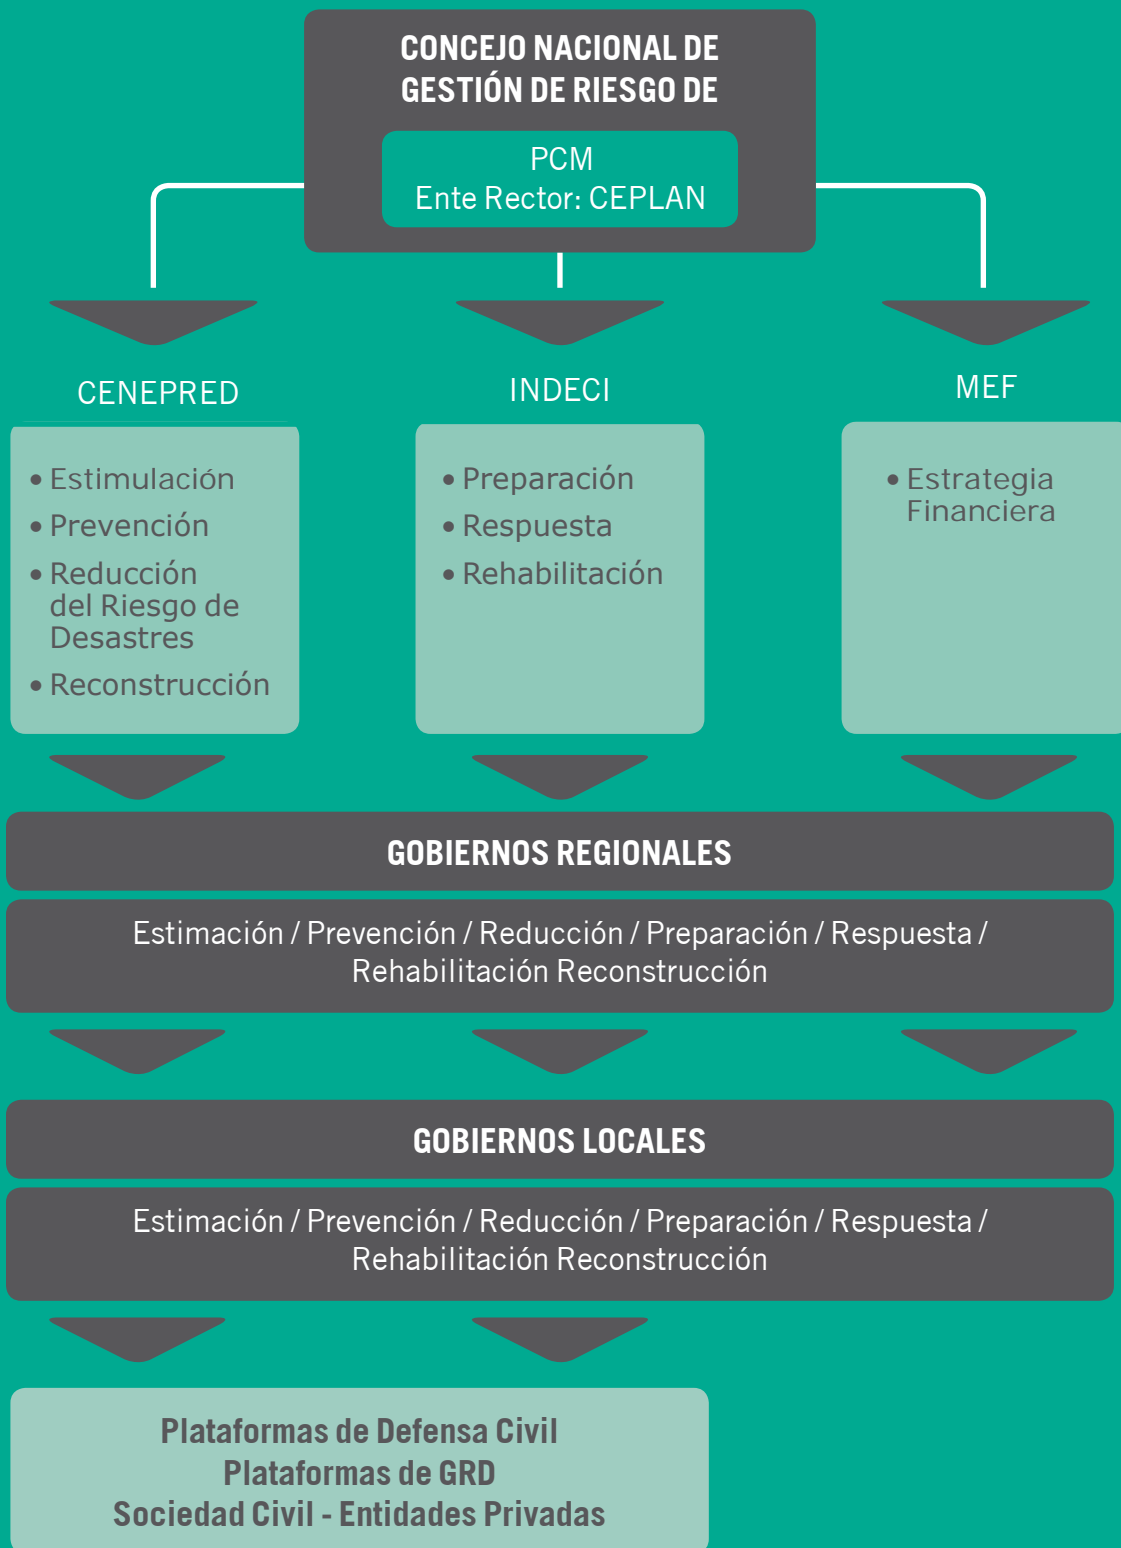 CONCEJO NACIONAL DE
GESTIÓN DE RIESGO DE
PCM
Ente Rector: CEPLAN
CENEPRED
• Estimulación
• Prevención
• Reducción
del Riesgo de
Desastres
• Reconstrucción
INDECI
• Preparación
• Respuesta
• Rehabilitación
MEF
• Estrategia
Financiera
GOBIERNOS REGIONALES
Estimación / Prevención / Reducción / Preparación / Respuesta /
Rehabilitación Reconstrucción
GOBIERNOS LOCALES
Estimación / Prevención / Reducción / Preparación / Respuesta /
Rehabilitación Reconstrucción
Plataformas de Defensa Civil
Plataformas de GRD
Sociedad Civil - Entidades Privadas